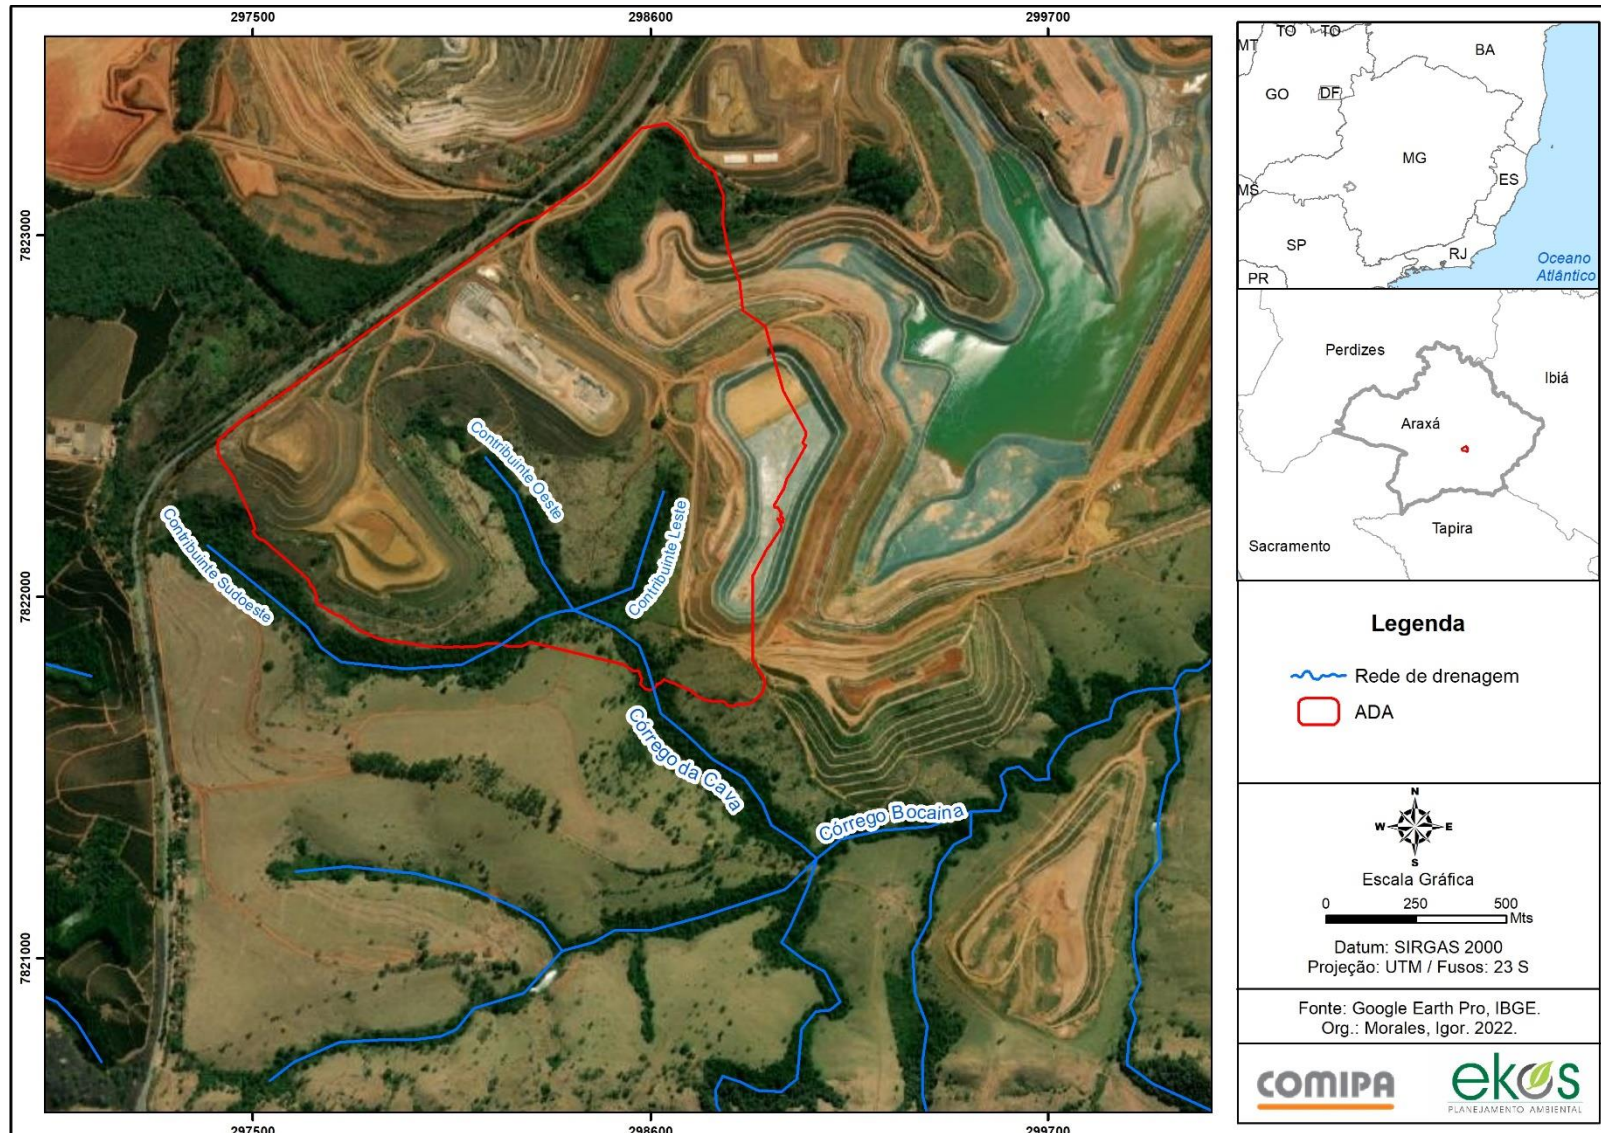 297500
298600
299700
7823000
7822000
7821000
Contribuinte Oeste
Contribuinte Leste
Contribuinte Sudoeste
Córrego da Cava
Córrego Bocaina
297500
298600
299700
MT
TO
TO
BA
GO
DF
MG
MS
ES
SP
RJ
PR
Oceano
Atlântico
Perdizes
Ibiá
Araxá
Tapira
Sacramento
Legenda
Rede de drenagem
ADA
N
W
E
S
Escala Gráfica
0 250 500
Mts
Datum: SIRGAS 2000
Projeção: UTM / Fusos: 23 S
Fonte: Google Earth Pro, IBGE.
Org.: Morales, Igor. 2022.
COMIPA
ekos
PLANEJAMENTO AMBIENTAL